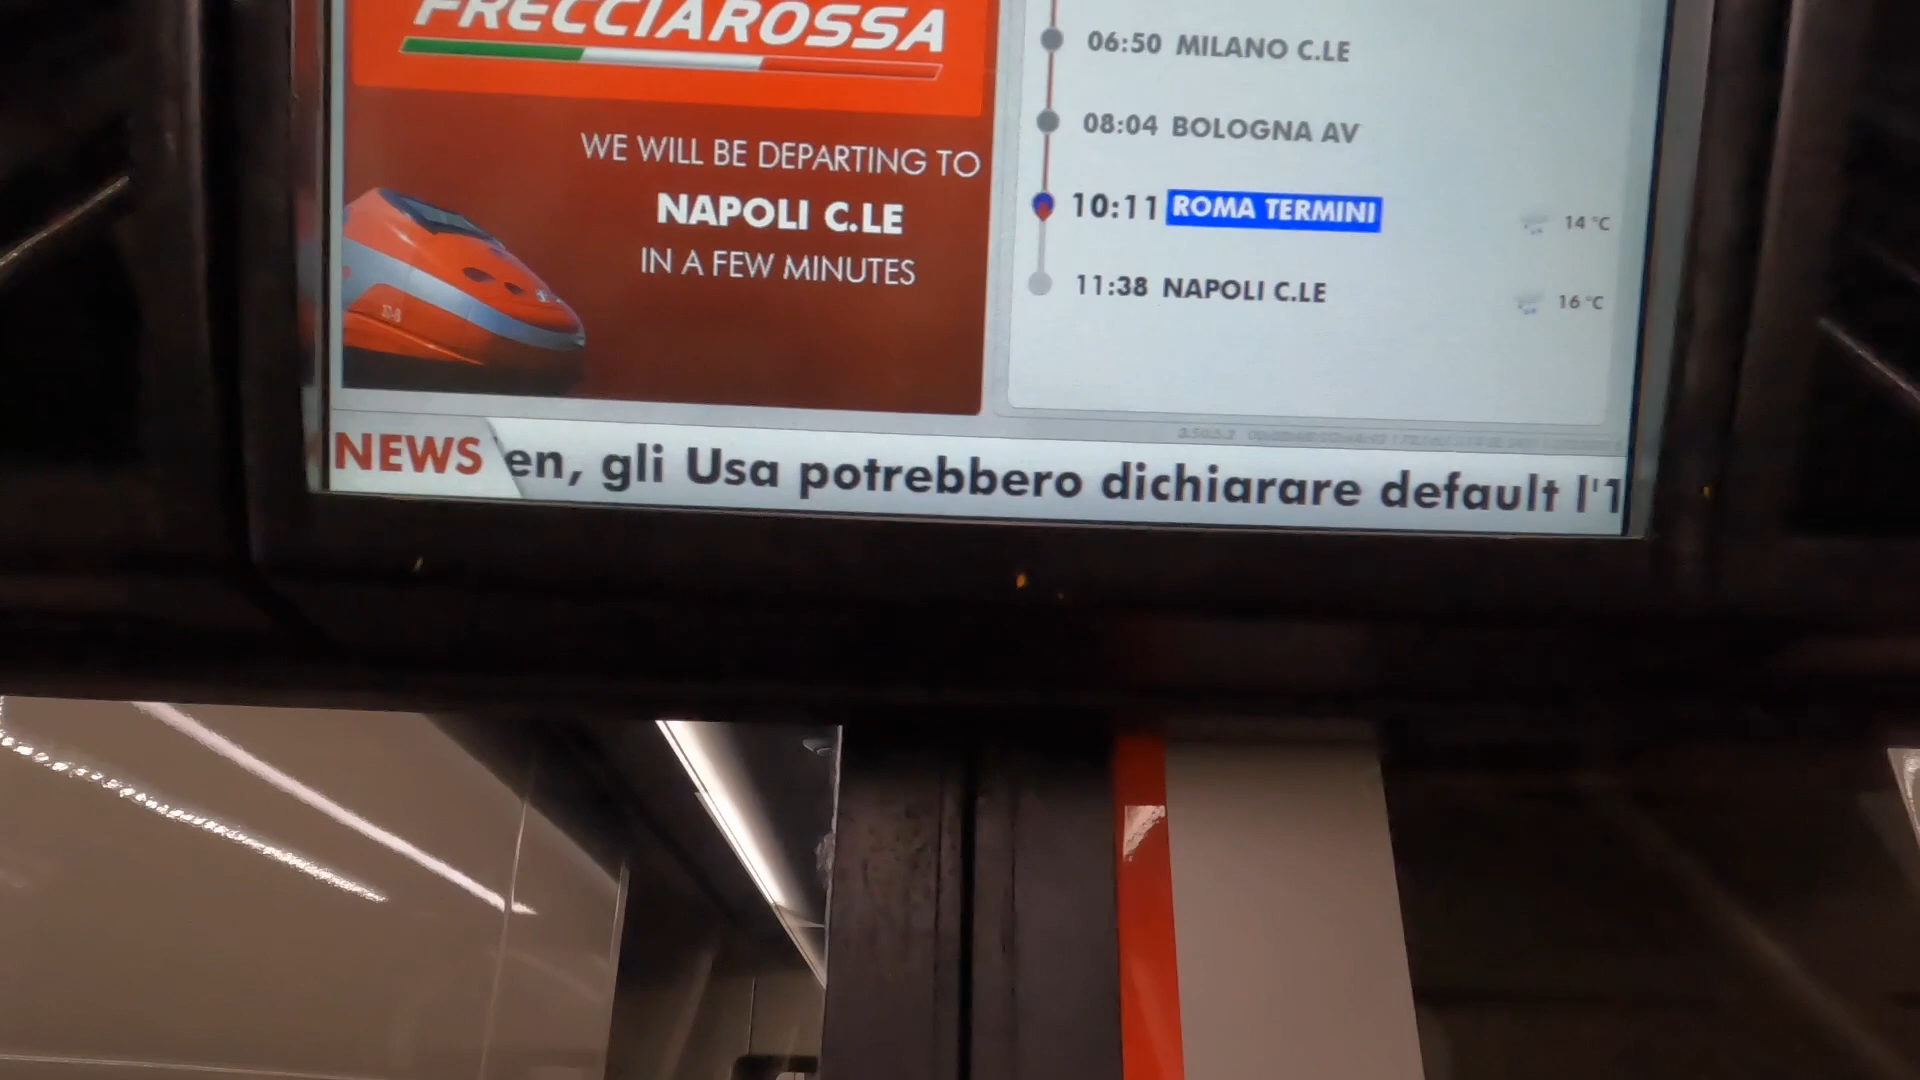 FRECCIAROSSA
WE WILL BE DEPARTING TO
NAPOLI C.LE
IN A FEW MINUTES
06:50 MILANO C.LE
08:04 BOLOGNA AV
10:11 ROMA TERMINI 14 °C
11:38 NAPOLI C.LE 16 °C
NEWS en, gli Usa potrebbero dichiarare default l'1